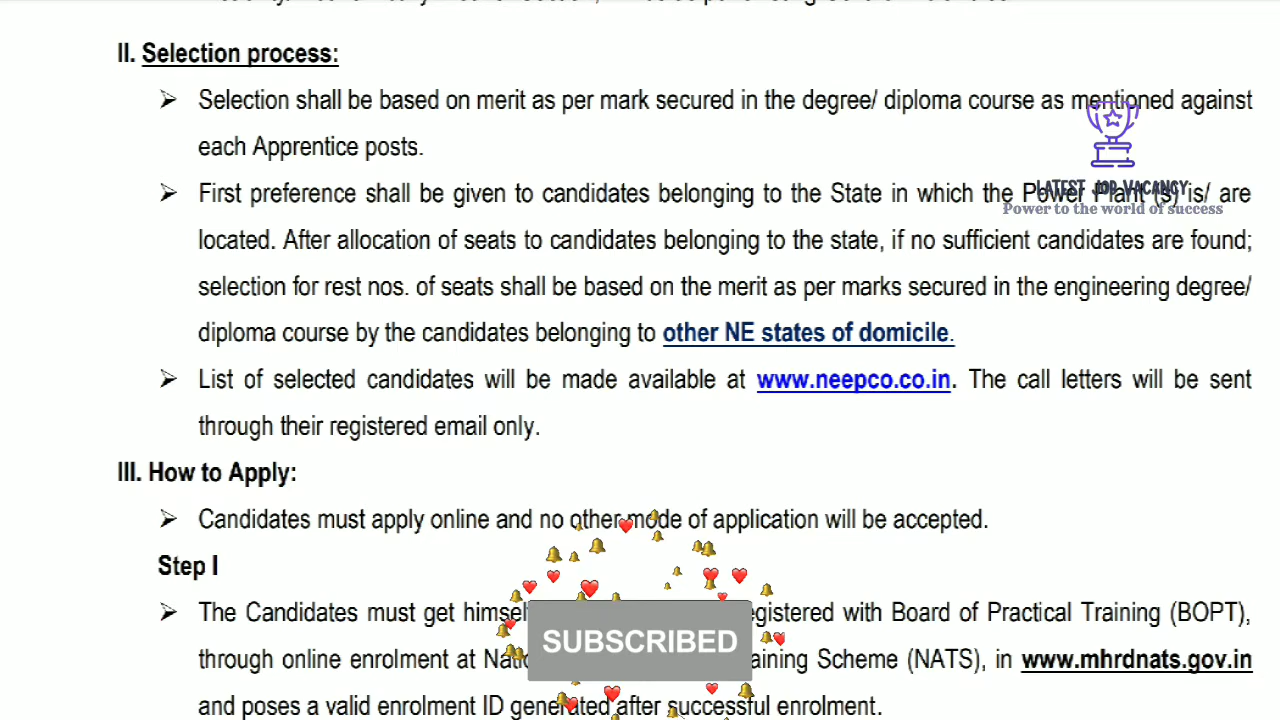 II. Selection process:
➢ Selection shall be based on merit as per mark secured in the degree/ diploma course as mentioned against
each Apprentice posts.
➢ First preference shall be given to candidates belonging to the State in which the Power Plant (s) is/ are
LATEST JOB VACANCY
Power to the world of success
located. After allocation of seats to candidates belonging to the state, if no sufficient candidates are found;
selection for rest nos. of seats shall be based on the merit as per marks secured in the engineering degree/
diploma course by the candidates belonging to other NE states of domicile.
➢ List of selected candidates will be made available at www.neepco.co.in. The call letters will be sent
through their registered email only.
III. How to Apply:
➢ Candidates must apply online and no other mode of application will be accepted.
Step I
➢ The Candidates must get with Board of Practical Training (BOPT),
SUBSCRIBED
through online enrolment at Scheme (NATS), in www.mhrdnats.gov.in
and poses a valid enrolment ID generated after successful enrolment.